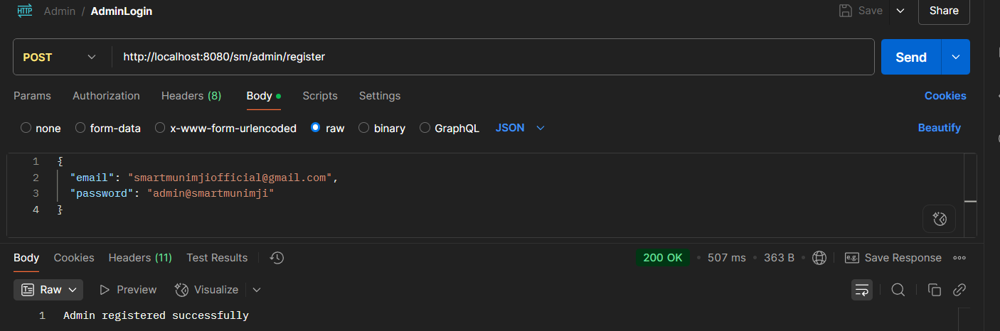 HTTP Admin / AdminLogin Save Share
POST http://localhost:8080/sm/admin/register Send
Params Authorization Headers (8) Body Scripts Settings Cookies
none form-data x-www-form-urlencoded raw binary GraphQL JSON Beautify
1 {
2 "email": "smartmunimjiofficial@gmail.com",
3 "password": "admin@smartmunimji"
4 }
Body Cookies Headers (11) Test Results 200 OK • 507 ms • 363 B • e.g. Save Response
Raw Preview Visualize
1 Admin registered successfully